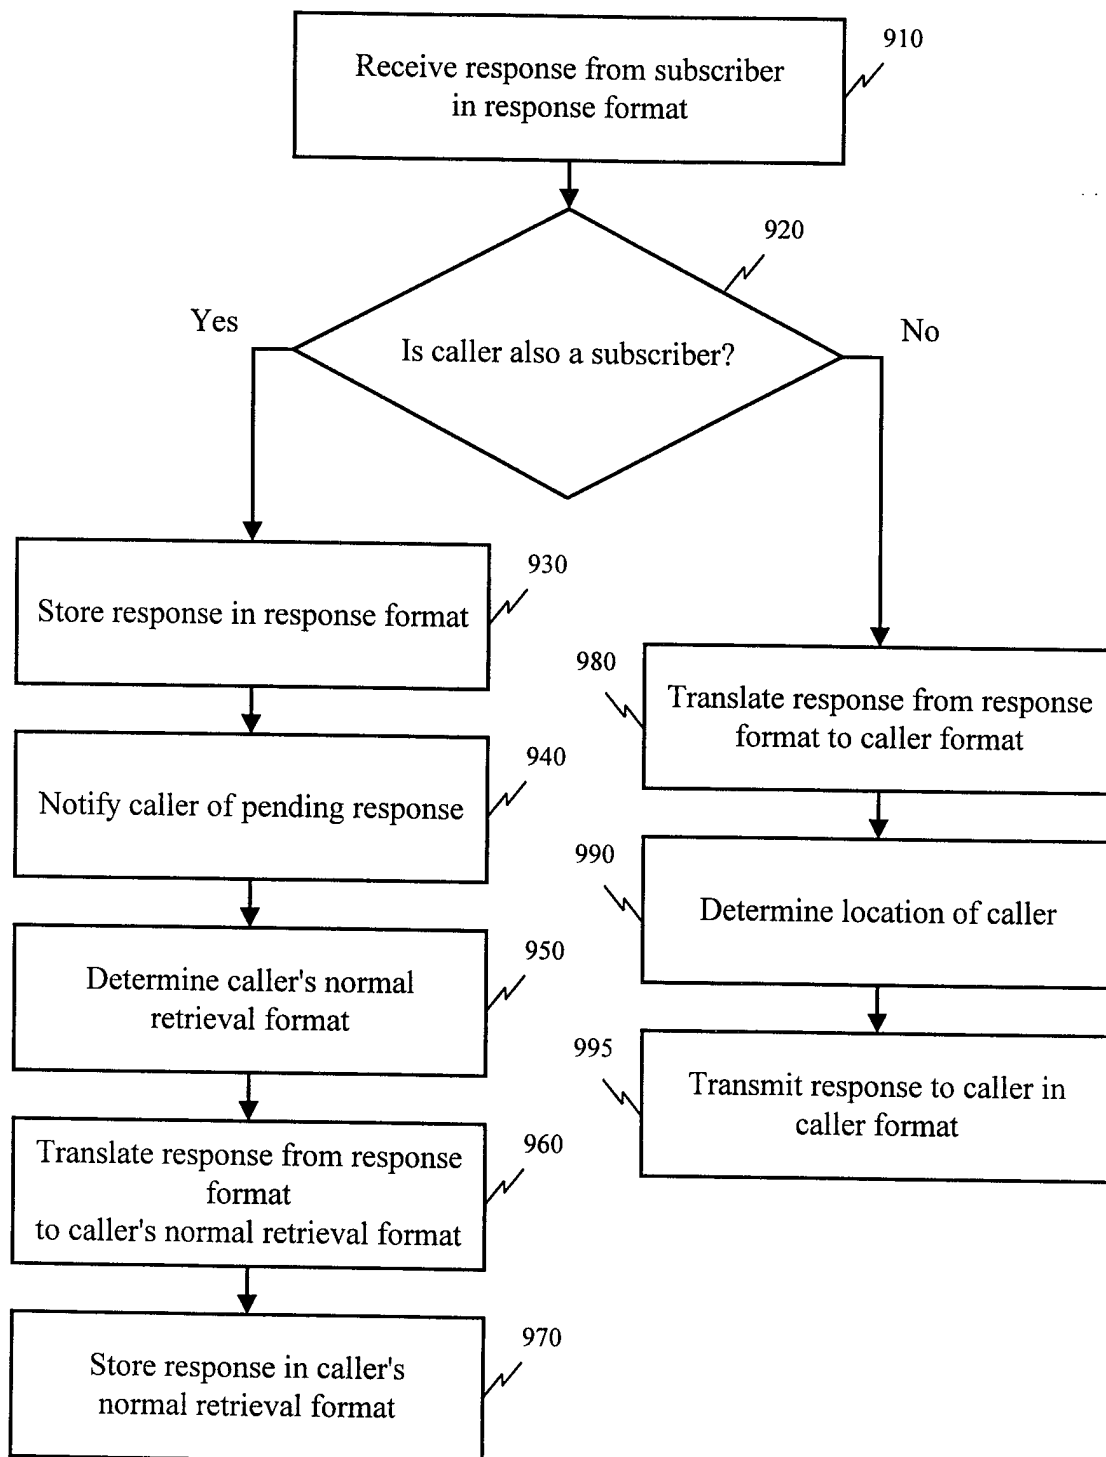 910
Receive response from subscriber
in response format
920
Yes
No
Is caller also a subscriber?
930
Store response in response format
940
Notify caller of pending response
950
Determine caller's normal
retrieval format
960
Translate response from response
format
to caller's normal retrieval format
970
Store response in caller's
normal retrieval format
980
Translate response from response
format to caller format
990
Determine location of caller
995
Transmit response to caller in
caller format